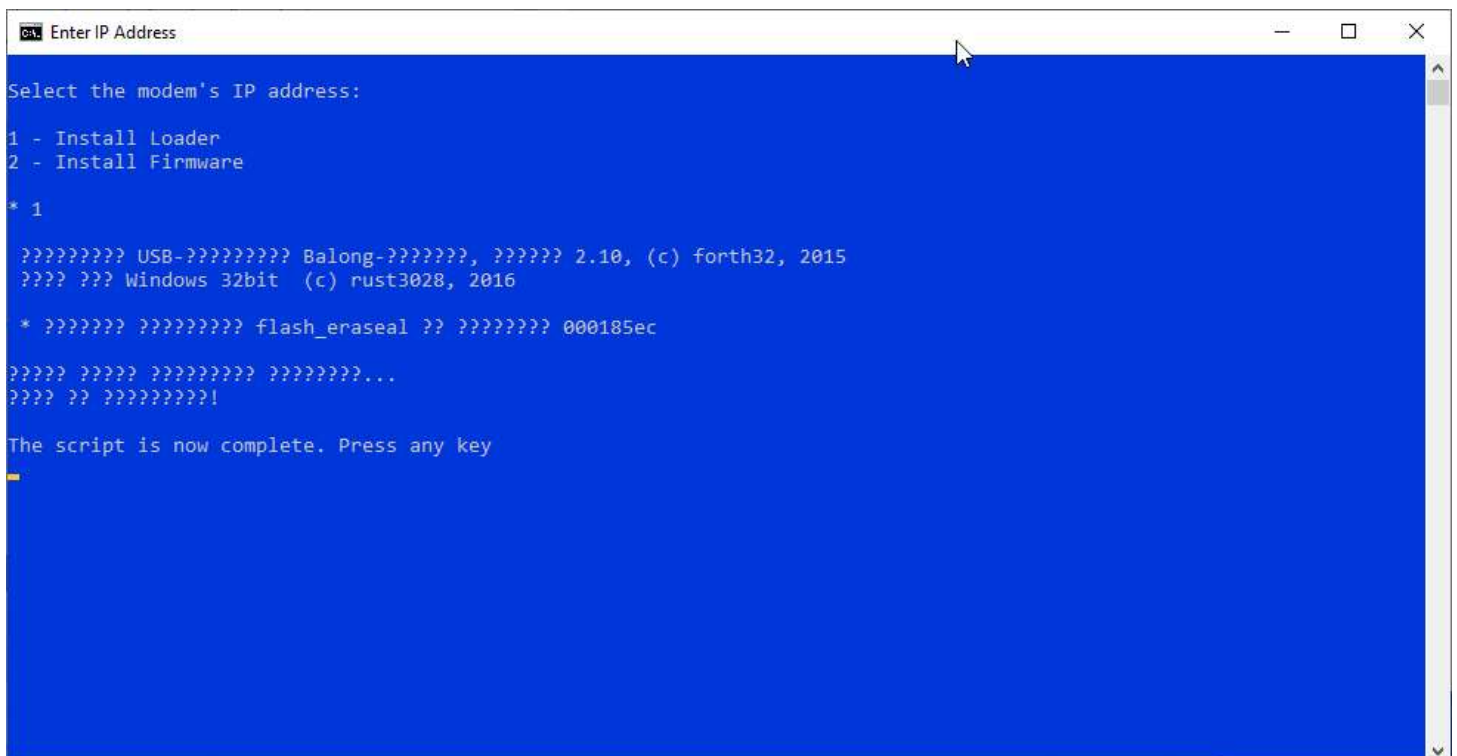 Enter IP Address
Select the modem's IP address:
1 - Install Loader
2 - Install Firmware
* 1
????????? USB-????????? Balong-???????, ?????? 2.10, (c) forth32, 2015
???? ??? Windows 32bit  (c) rust3028, 2016
* ??????? ????????? flash_eraseal ?? ???????? 000185ec
????? ????? ????????? ????????...
???? ?? ?????????!
The script is now complete. Press any key